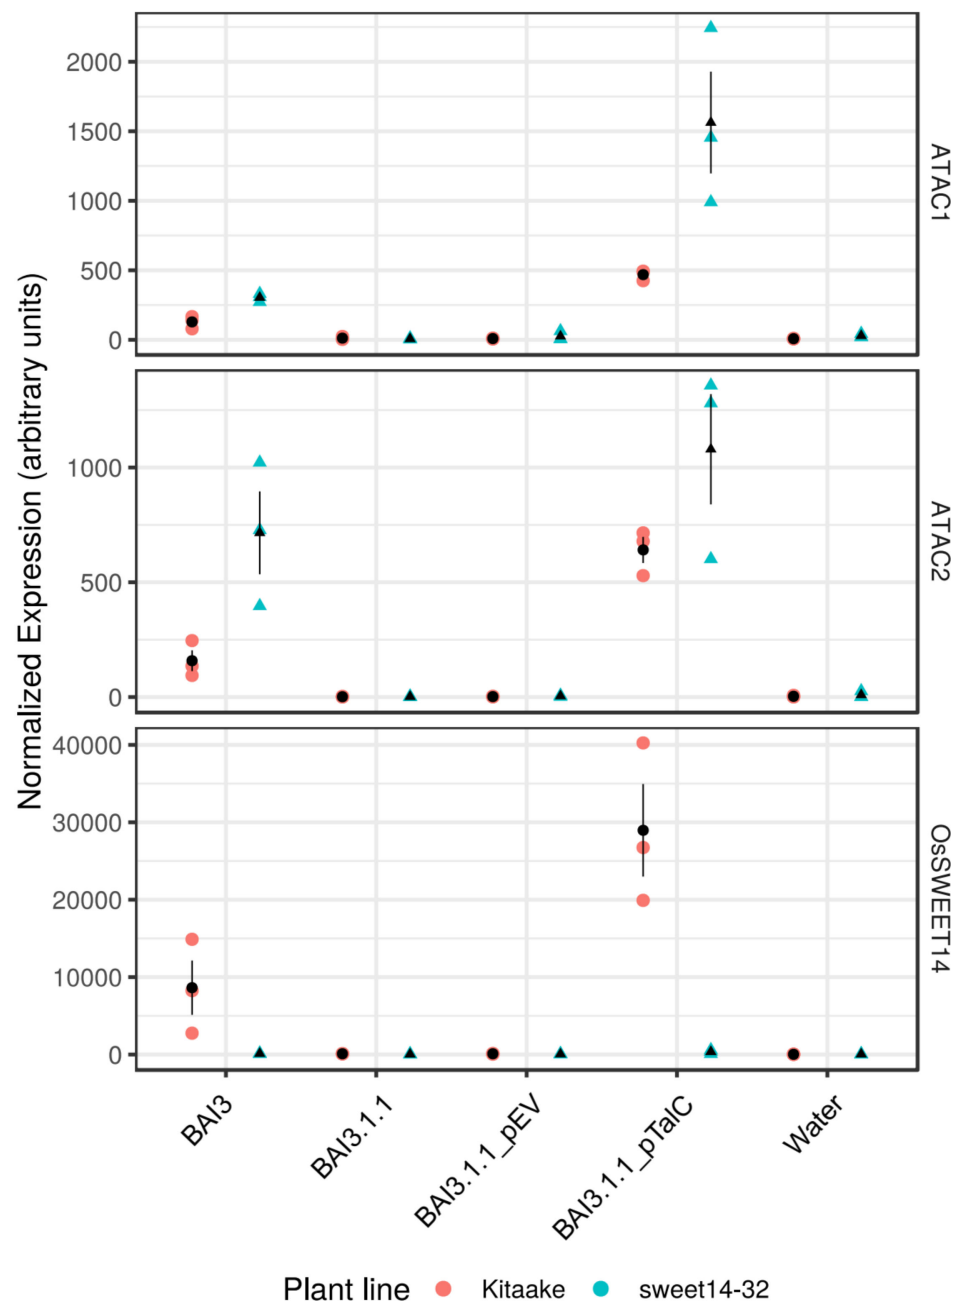 Normalized Expression (arbitrary units)
2000
1500
1000
500
0
ATAC1
1000
500
0
ATAC2
40000
30000
20000
10000
0
OsSWEET14
BAI3
BAI3.1.1
BAI3.1.1_pEV
BAI3.1.1_pTalC
Water
Plant line Kitaake sweet14-32